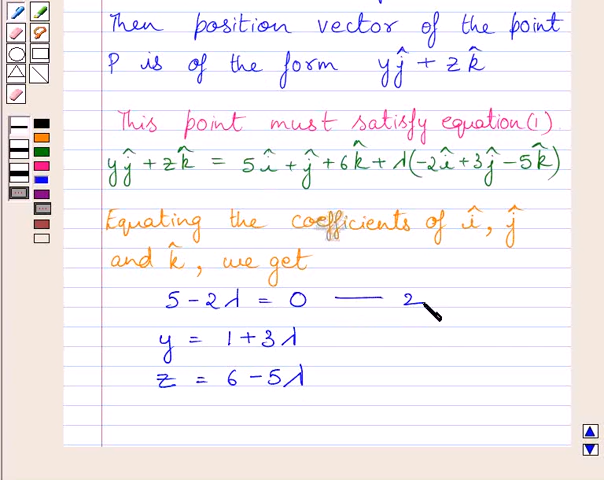 Then position vector of the point
P is of the form yĵ + zk̂
This point must satisfy equation (1).
yĵ + zk̂ = 5î + ĵ + 6k̂ + λ(-2î + 3ĵ - 5k̂)
Equating the coefficients of î, ĵ
and k̂, we get
5 - 2λ = 0 — 2
y = 1 + 3λ
z = 6 - 5λ